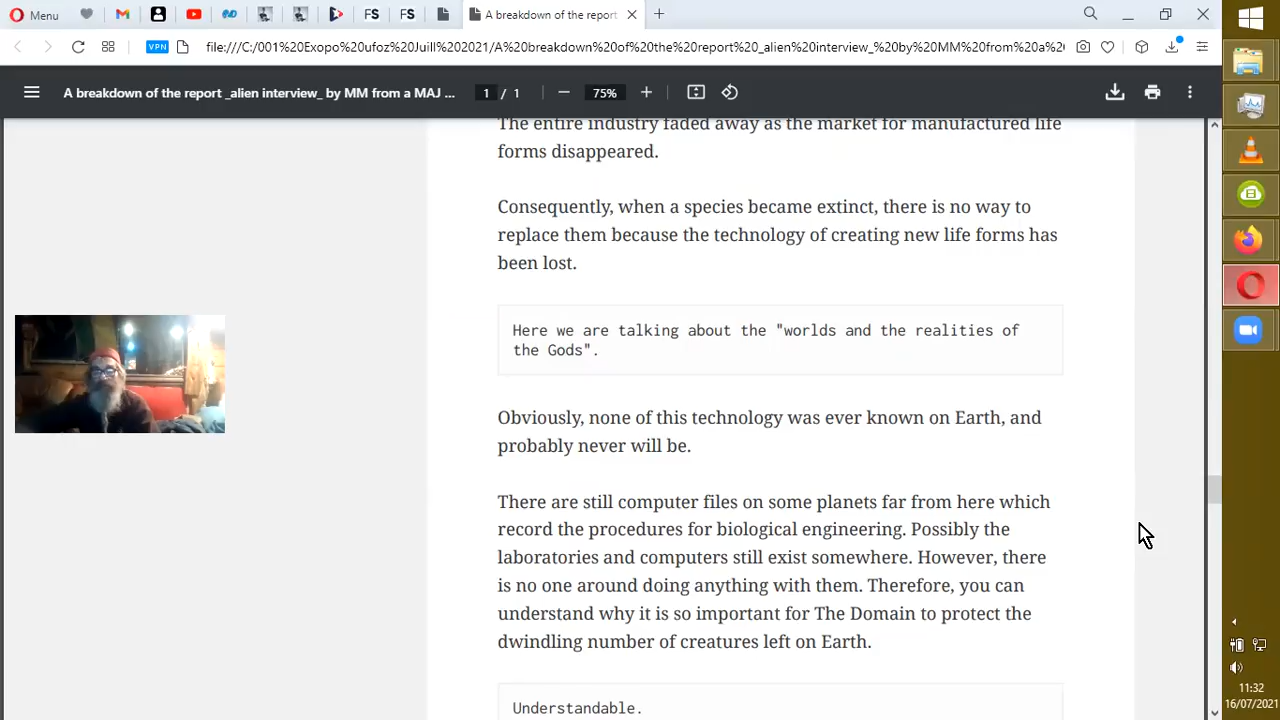 Menu
FS
FS
A breakdown of the report
VPN
file:///C:/001%20Exopo%20ufoz%20Juill%202021/A%20breakdown%20of%20the%20report%20_alien%20interview_%20by%20MM%20from%20a%20
A breakdown of the report _alien interview_ by MM from a MAJ ...
1 / 1
75%
The entire industry faded away as the market for manufactured life
forms disappeared.
Consequently, when a species became extinct, there is no way to
replace them because the technology of creating new life forms has
been lost.
Here we are talking about the "worlds and the realities of
the Gods".
Obviously, none of this technology was ever known on Earth, and
probably never will be.
There are still computer files on some planets far from here which
record the procedures for biological engineering. Possibly the
laboratories and computers still exist somewhere. However, there
is no one around doing anything with them. Therefore, you can
understand why it is so important for The Domain to protect the
dwindling number of creatures left on Earth.
Understandable.
11:32
16/07/2021